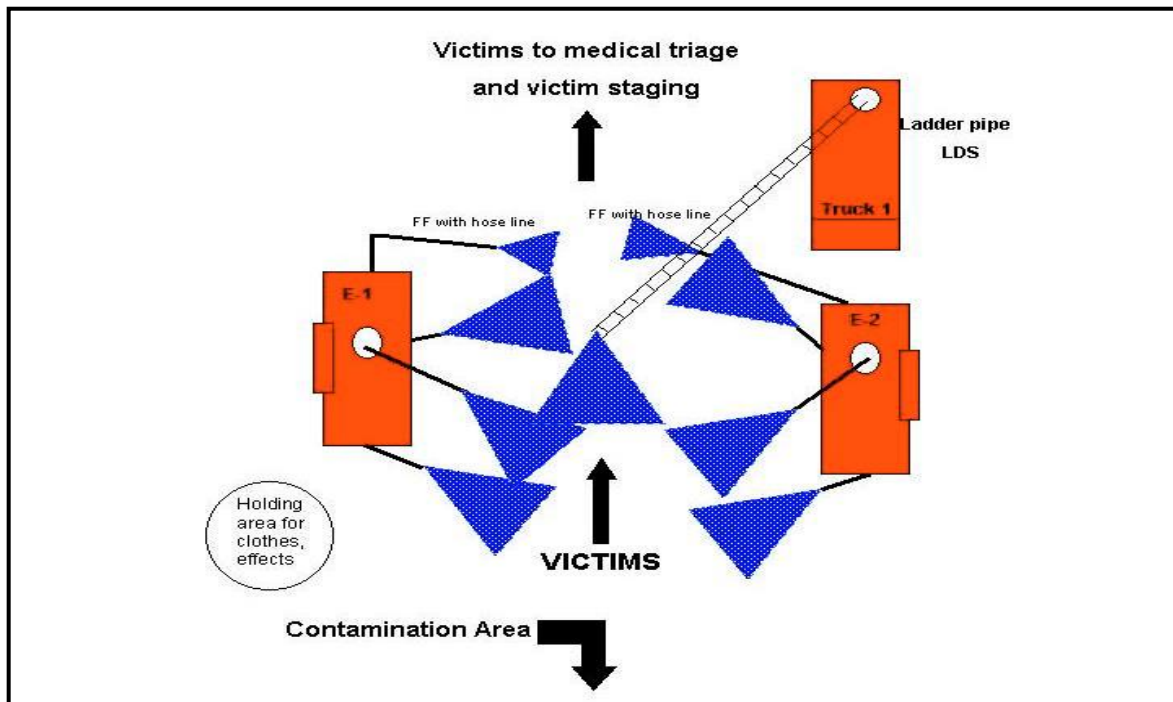 Victims to medical triage
and victim staging
Ladder pipe
LDS
Truck 1
FF with hose line
FF with hose line
E-1
E-2
Holding
area for
clothes,
effects
VICTIMS
Contamination Area